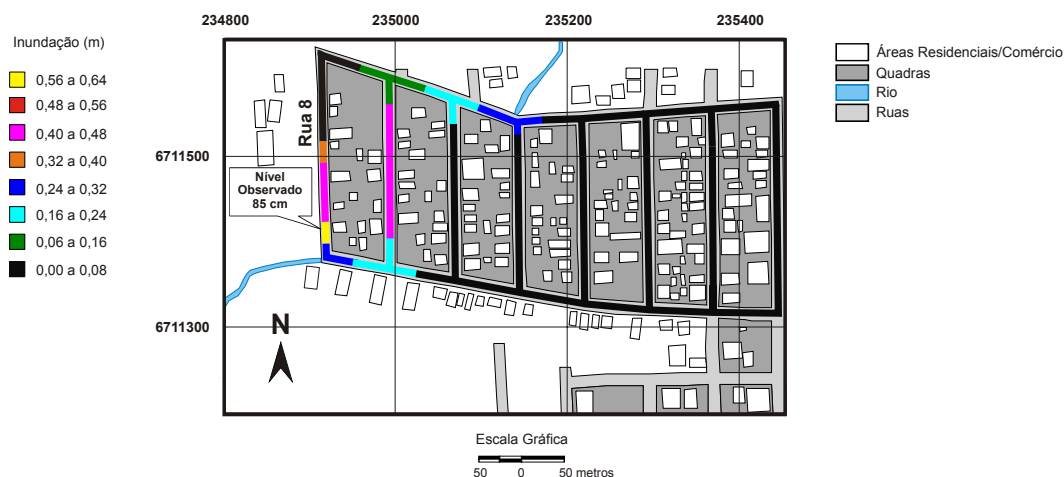 234800
235000
235200
235400
Inundação (m)
0,56 a 0,64
0,48 a 0,56
0,40 a 0,48
0,32 a 0,40
0,24 a 0,32
0,16 a 0,24
0,06 a 0,16
0,00 a 0,08
Áreas Residenciais/Comércio
Quadras
Rio
Ruas
Rua 8
6711500
Nível
Observado
85 cm
6711300
N
Escala Gráfica
50 0 50 metros